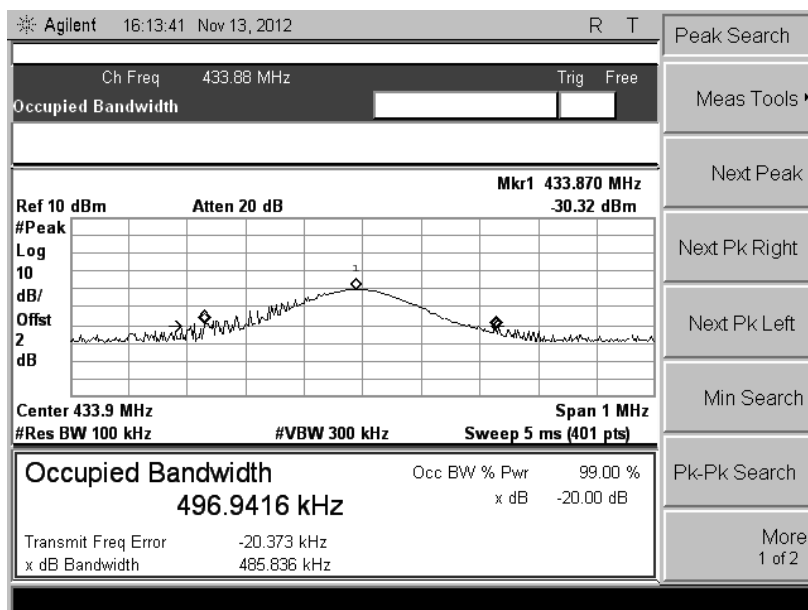 Agilent 16:13:41 Nov 13, 2012 R T
Peak Search
Ch Freq 433.88 MHz Trig Free
Occupied Bandwidth
Meas Tools
Next Peak
Mkr1 433.870 MHz
Ref 10 dBm Atten 20 dB -30.32 dBm
#Peak
Log
10
dB/
Offst
2
dB
1
Next Pk Right
Next Pk Left
Min Search
Center 433.9 MHz Span 1 MHz
#Res BW 100 kHz #VBW 300 kHz Sweep 5 ms (401 pts)
Occupied Bandwidth
496.9416 kHz
Occ BW % Pwr 99.00 %
x dB -20.00 dB
Pk-Pk Search
Transmit Freq Error -20.373 kHz
x dB Bandwidth 485.836 kHz
More
1 of 2